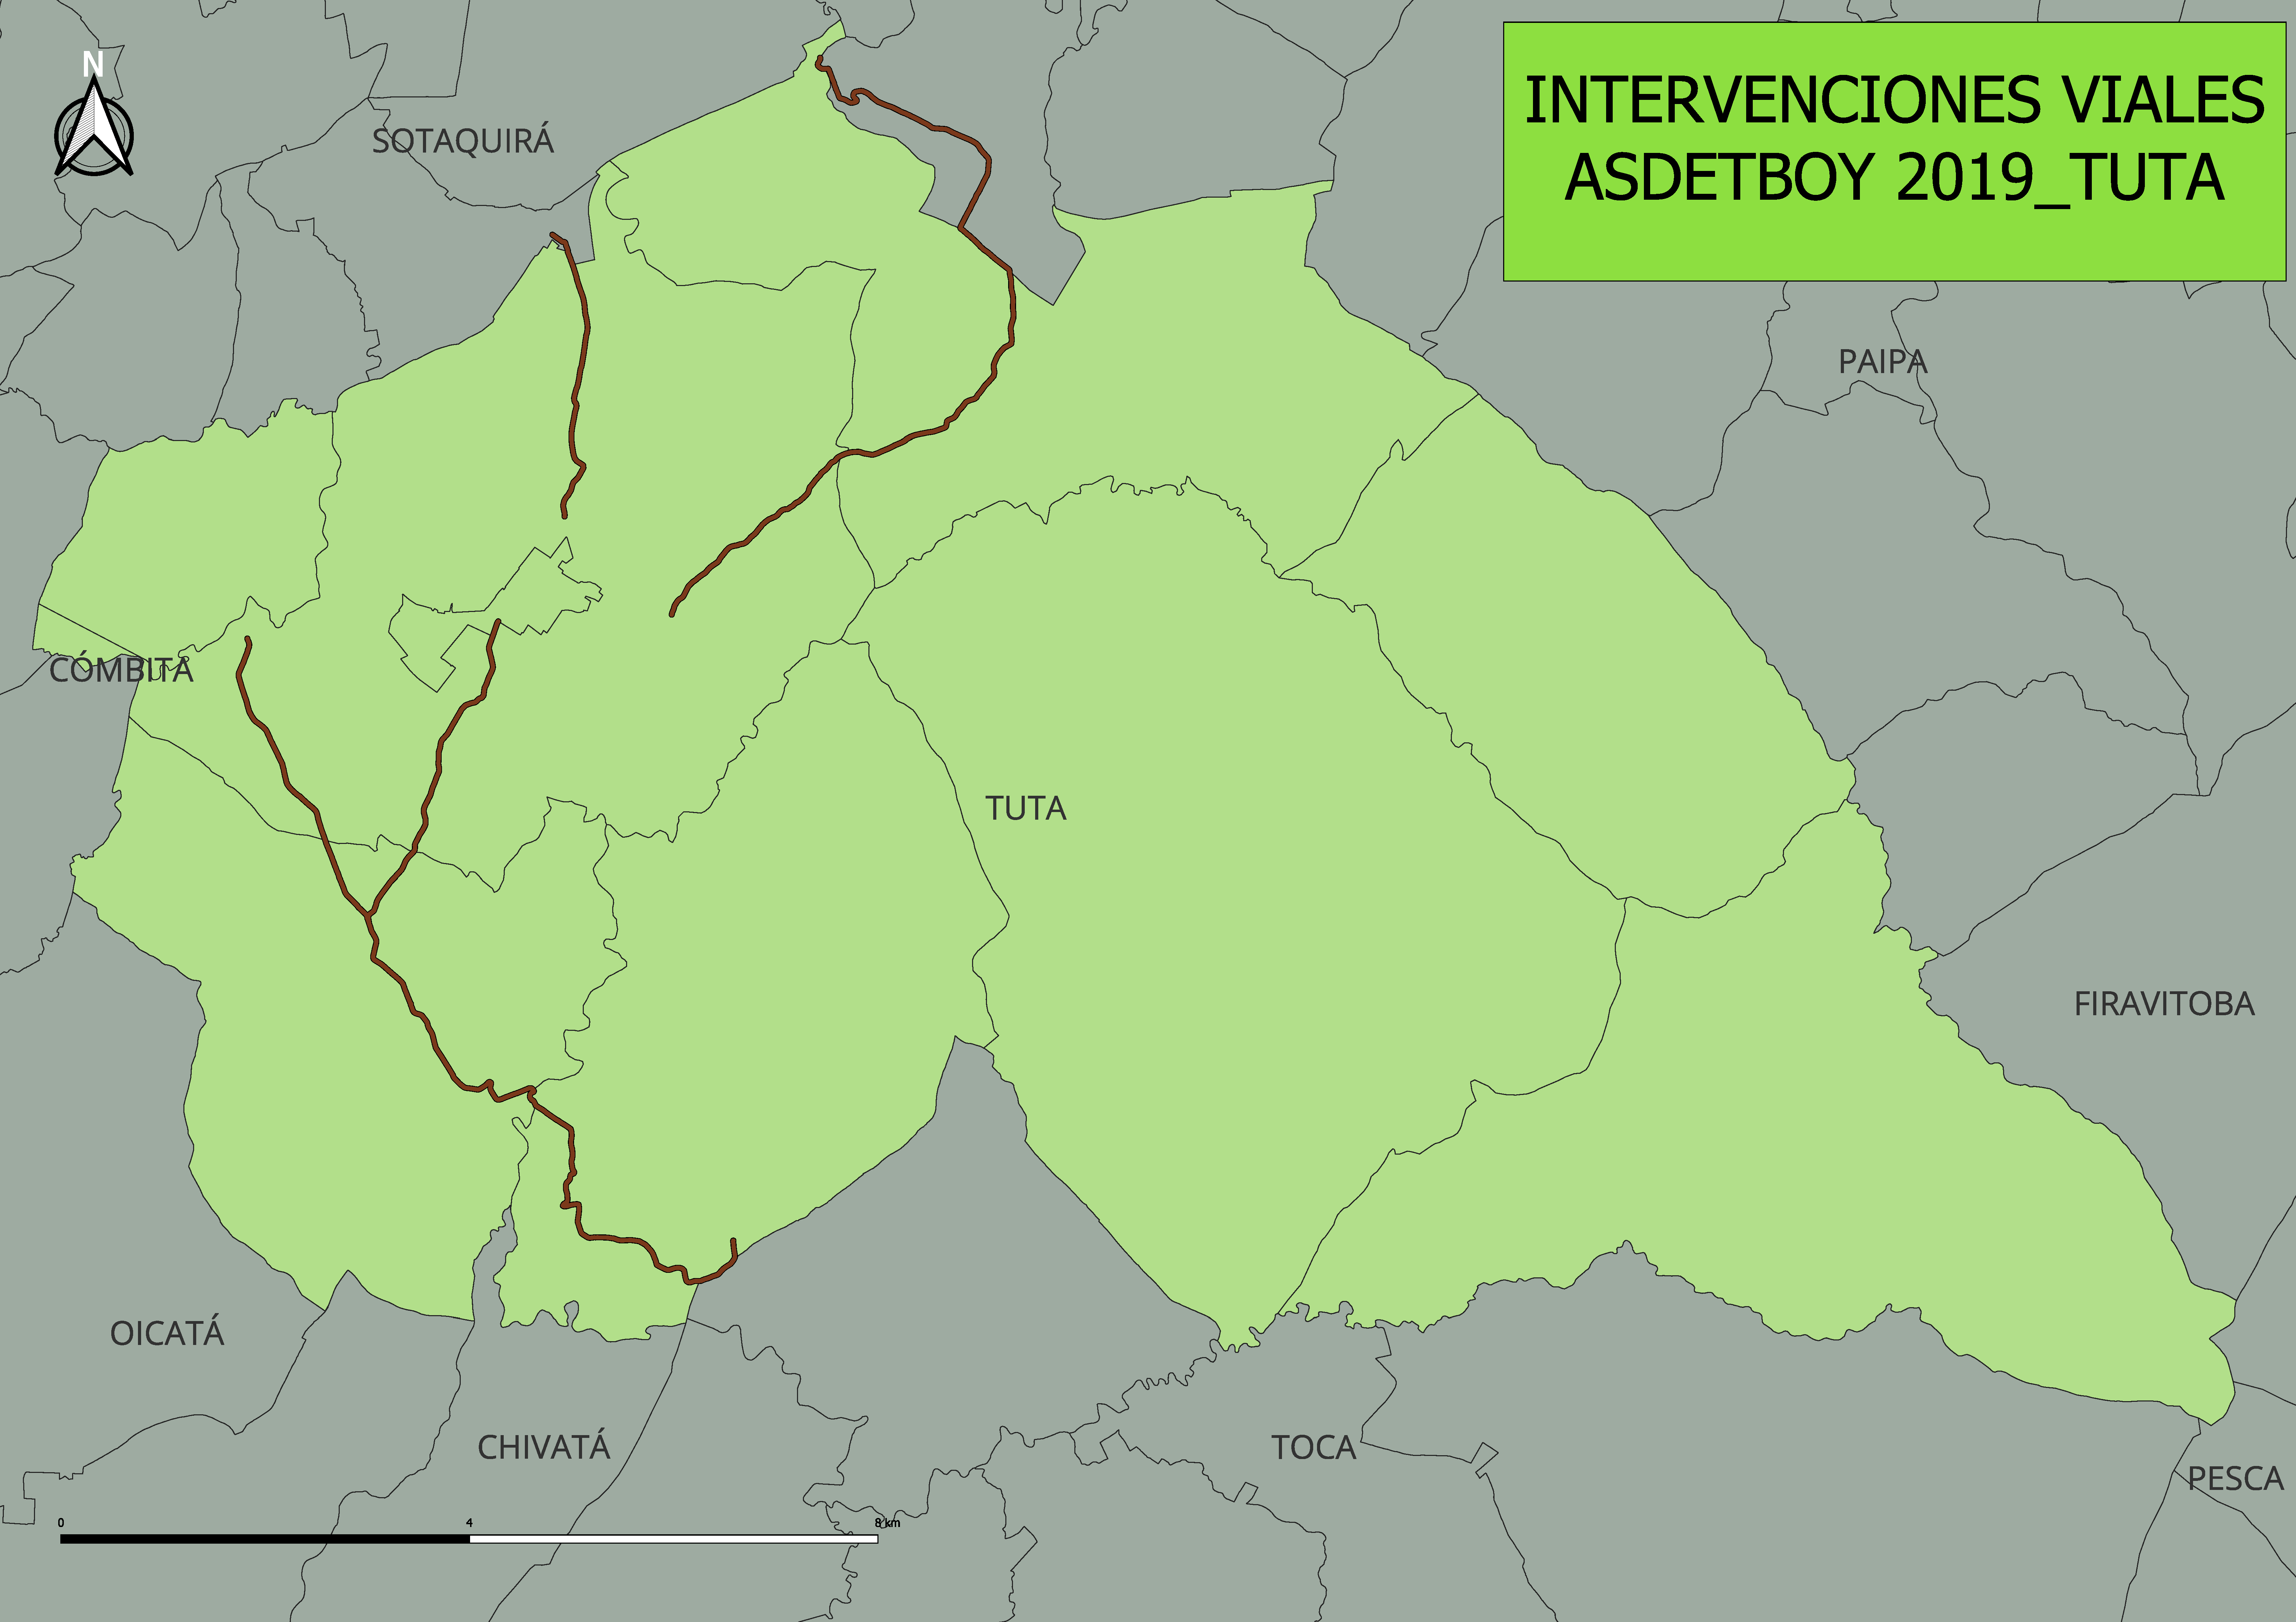 INTERVENCIONES VIALES
ASDETBOY 2019_TUTA
N
SOTAQUIRÁ
PAIPA
CÓMBITA
TUTA
FIRAVITOBA
OICATÁ
CHIVATÁ
TOCA
PESCA
0 4 8 km